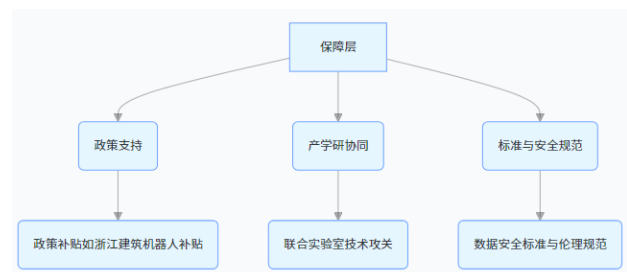 保障层
政策支持
产学研协同
标准与安全规范
政策补贴如浙江建筑机器人补贴
联合实验室技术攻关
数据安全标准与伦理规范